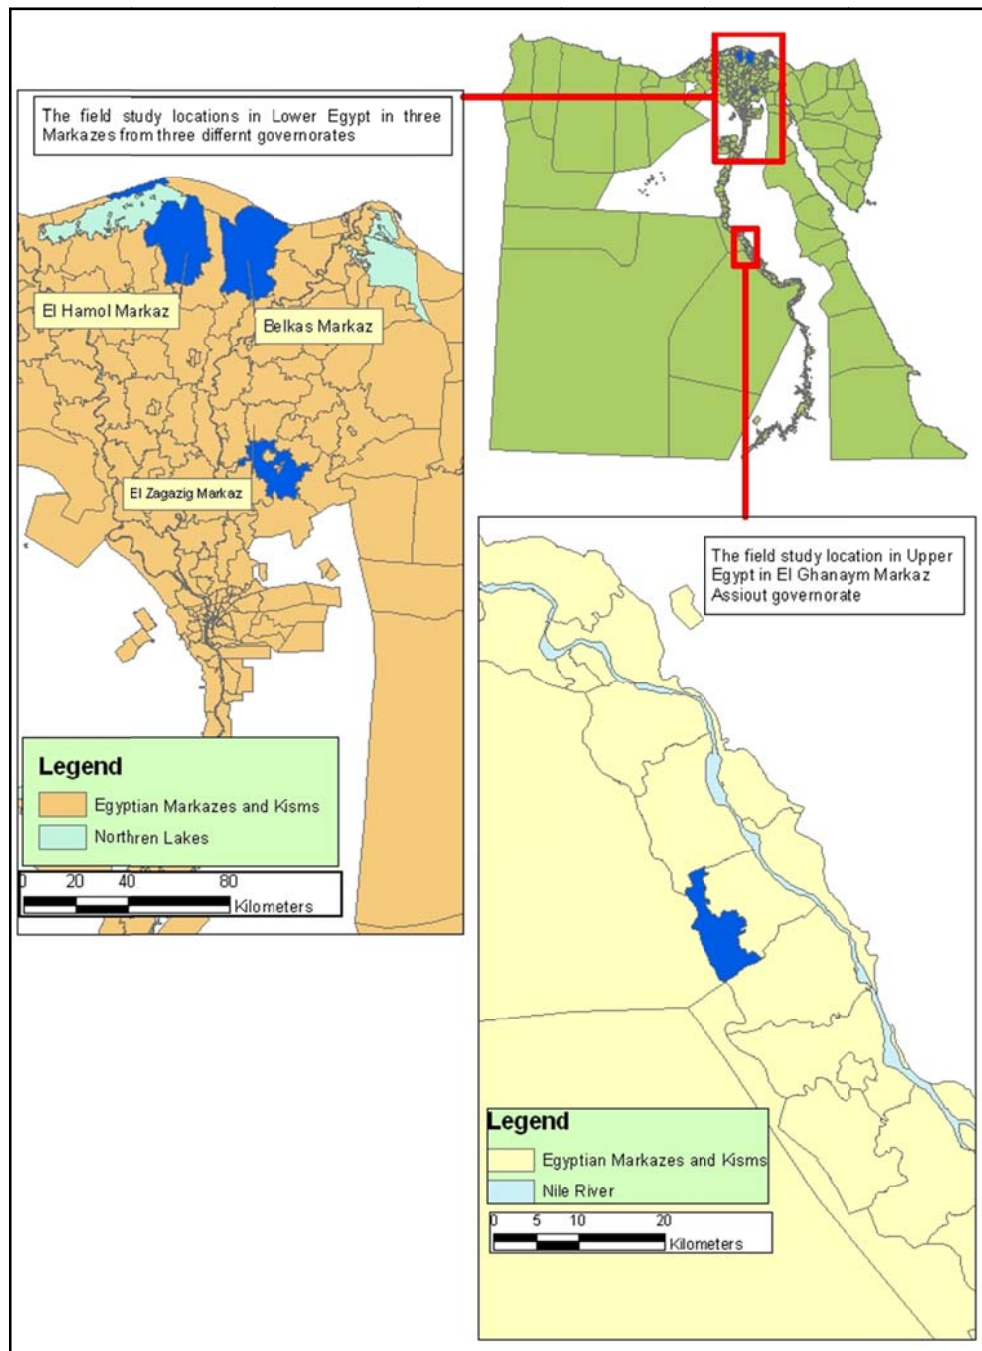 The field study locations in Lower Egypt in three
Markazes from three differnt governorates
El Hamol Markaz
Belkas Markaz
El Zagazig Markaz
Legend
Egyptian Markazes and Kisms
Northren Lakes
0 20 40 80
Kilometers
The field study location in Upper
Egypt in El Ghanaym Markaz
Assiout governorate
Legend
Egyptian Markazes and Kisms
Nile River
0 5 10 20
Kilometers